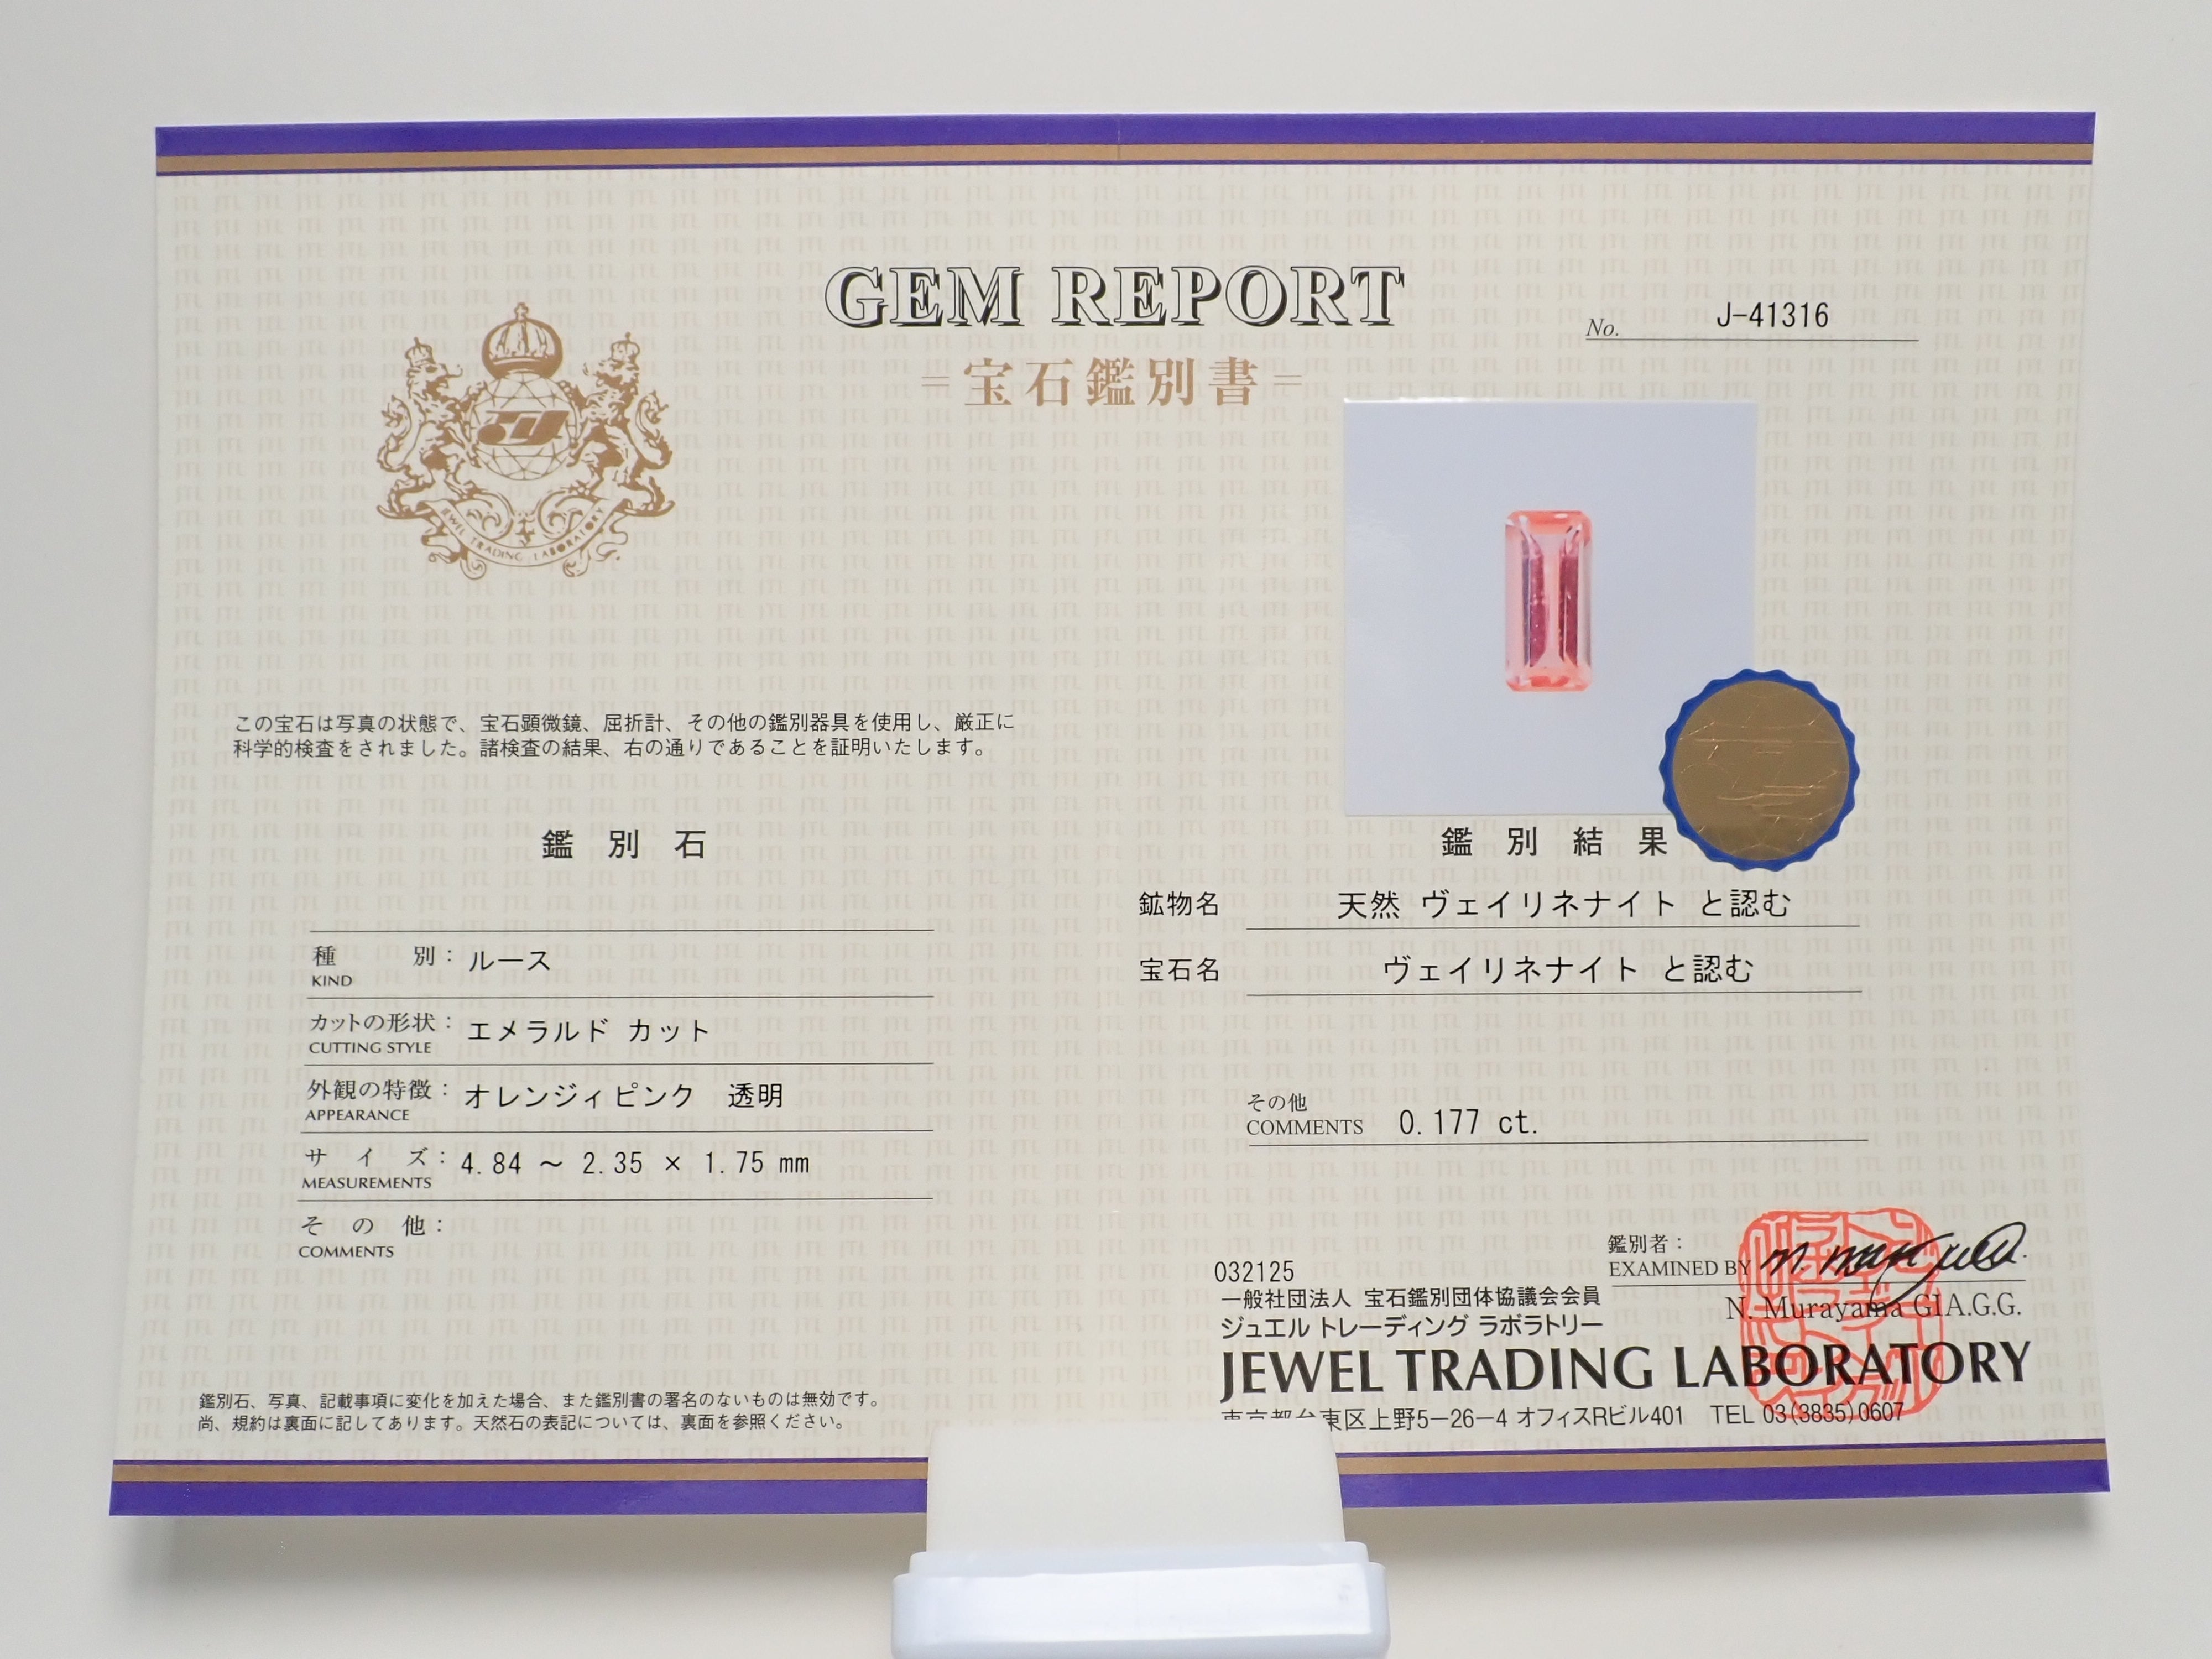 GEM REPORT
=宝石鑑別書=
No. J-41316
JEWEL TRADING LABORATORY
この宝石は写真の状態で、宝石顕微鏡、屈折計、その他の鑑別器具を使用し、厳正に
科学的検査をされました。諸検査の結果、右の通りであることを証明いたします。
鑑別石
種別: ルース
KIND
カットの形状: エメラルド カット
CUTTING STYLE
外観の特徴: オレンジィピンク 透明
APPEARANCE
サイズ: 4.84 ～ 2.35 × 1.75 mm
MEASUREMENTS
その他:
COMMENTS
鑑別石、写真、記載事項に変化を加えた場合、また鑑別書の署名のないものは無効です。
尚、規約は裏面に記してあります。天然石の表記については、裏面を参照ください。
鑑別結果
鉱物名 天然 ヴェイリネナイト と認む
宝石名 ヴェイリネナイト と認む
その他
COMMENTS 0.177 ct.
鑑別者:
EXAMINED BY
N. Murayama GIA.G.G.
032125
一般社団法人 宝石鑑別団体協議会会員
ジュエル トレーディング ラボラトリー
JEWEL TRADING LABORATORY
東京都台東区上野5－26－4 オフィスRビル401 TEL 03(3835)0607